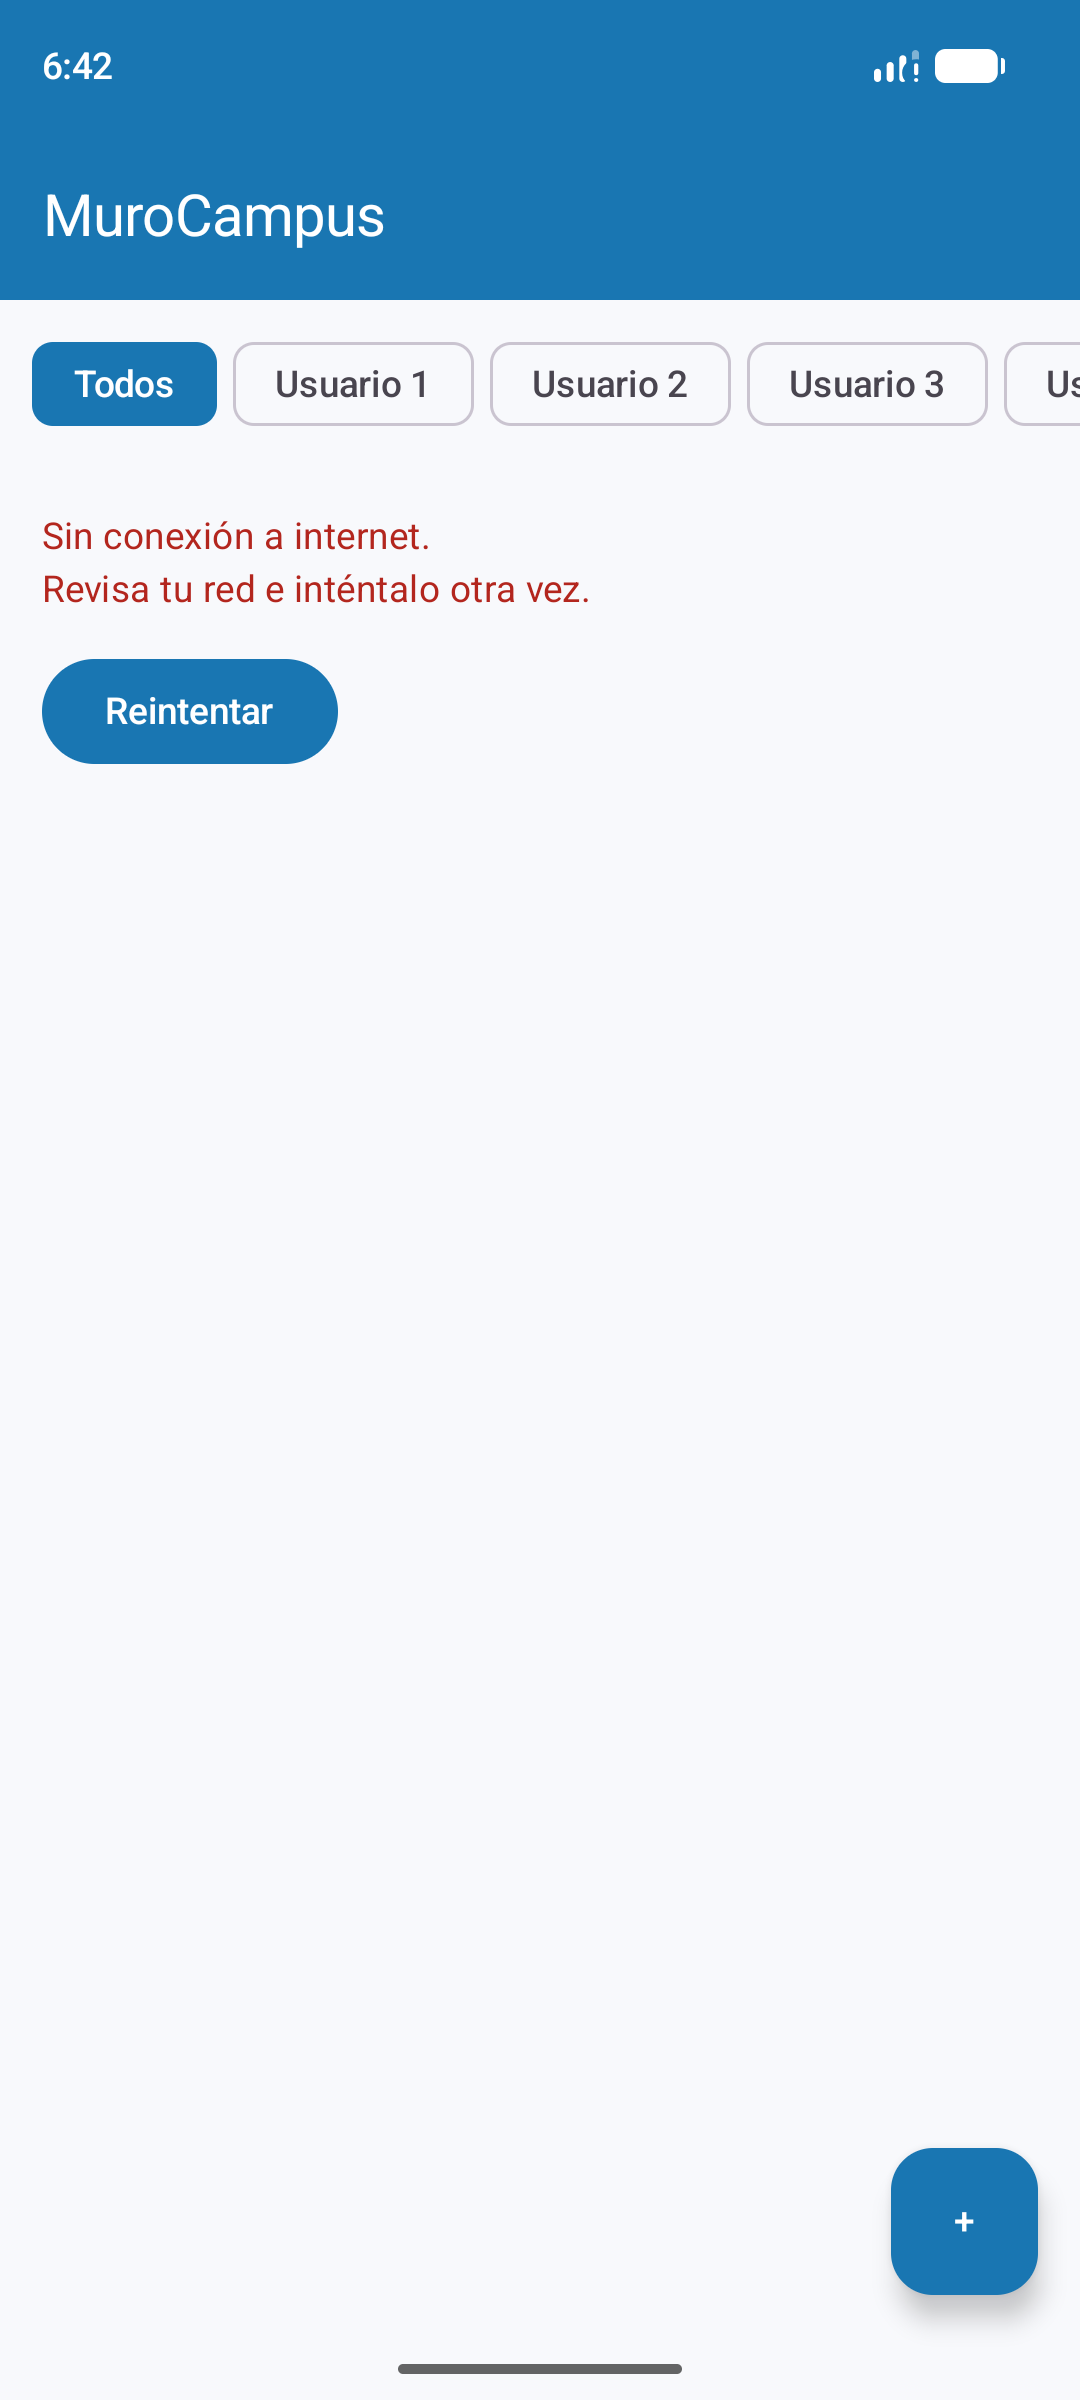 6:42
MuroCampus
Todos
Usuario 1
Usuario 2
Usuario 3
Us
Sin conexión a internet.
Revisa tu red e inténtalo otra vez.
Reintentar
+